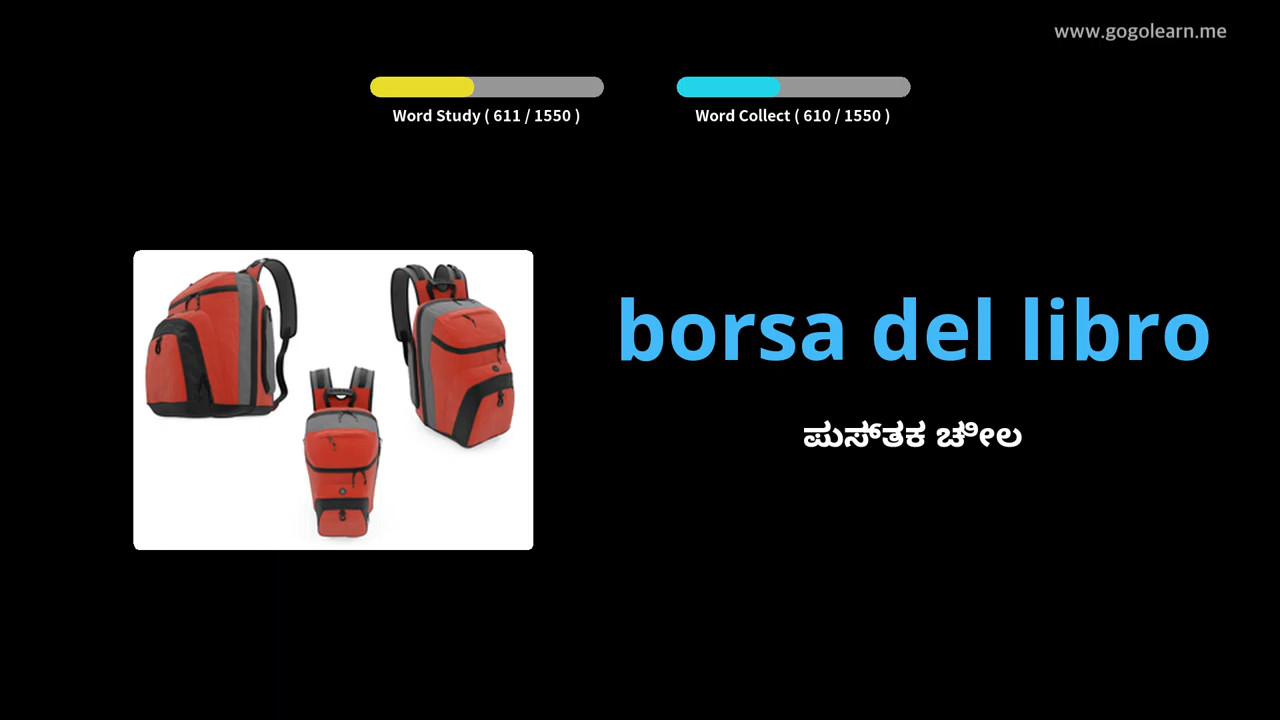 www.gogolearn.me
Word Study ( 611 / 1550 )
Word Collect ( 610 / 1550 )
borsa del libro
ಪುಸ್ತಕ ಚೀಲ